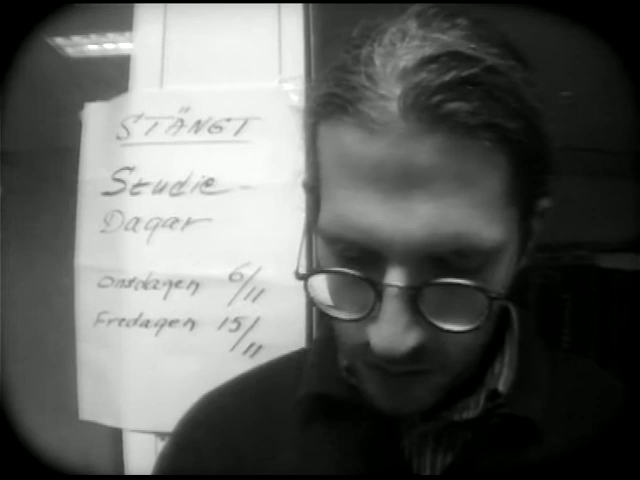 STÄNGT
Studie-
Dagar
Onsdagen 6/11
Fredagen 15/11